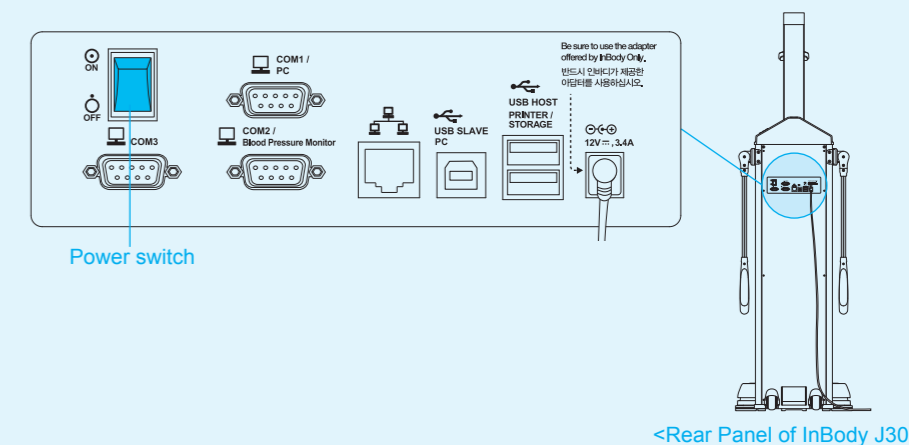 ON
OFF
COM3
COM1 /
PC
COM2 /
Blood Pressure Monitor
USB SLAVE
PC
USB HOST
PRINTER /
STORAGE
Be sure to use the adapter
offered by InBody Only.
반드시 인바디가 제공한
아답터를 사용하십시오.
12V⎓, 3.4A
Power switch
<Rear Panel of InBody J30